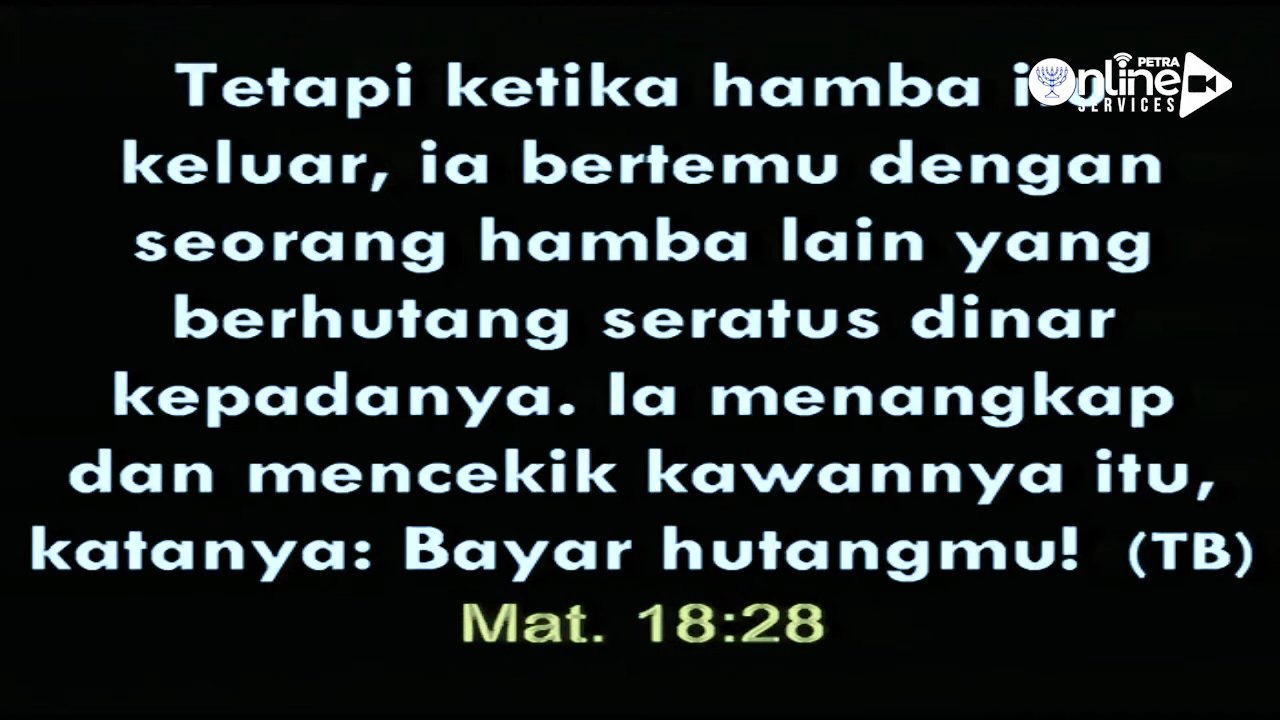 Tetapi ketika hamba itu
keluar, ia bertemu dengan
seorang hamba lain yang
berhutang seratus dinar
kepadanya. Ia menangkap
dan mencekik kawannya itu,
katanya: Bayar hutangmu! (TB)
Mat. 18:28
PETRA
Online
SERVICES